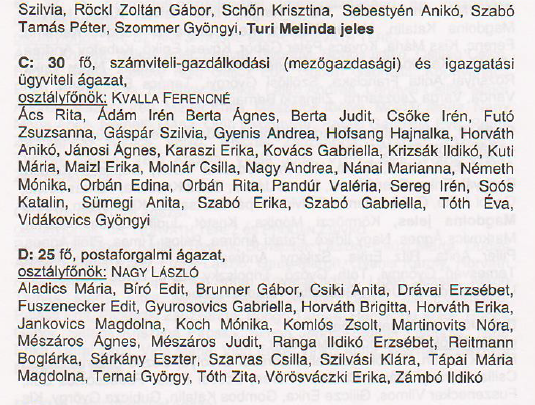 Szilvia, Röckl Zoltán Gábor, Schőn Krisztina, Sebestyén Anikó, Szabó
Tamás Péter, Szommer Gyöngyi, Turi Melinda jeles
C: 30 fő, számviteli-gazdálkodási (mezőgazdasági) és igazgatási
ügyviteli ágazat,
osztályfőnök: KVALLA FERENCNÉ
Ács Rita, Ádám Irén Berta Ágnes, Berta Judit, Csőke Irén, Futó
Zsuzsanna, Gáspár Szilvia, Gyenis Andrea, Hofsang Hajnalka, Horváth
Anikó, Jánosi Ágnes, Karaszi Erika, Kovács Gabriella, Krizsák Ildikó, Kuti
Mária, Maizl Erika, Molnár Csilla, Nagy Andrea, Nánai Marianna, Németh
Mónika, Orbán Edina, Orbán Rita, Pandúr Valéria, Sereg Irén, Soós
Katalin, Sümegi Anita, Szabó Erika, Szabó Gabriella, Tóth Éva,
Vidákovics Gyöngyi
D: 25 fő, postaforgalmi ágazat,
osztályfőnök: NAGY LÁSZLÓ
Aladics Mária, Bíró Edit, Brunner Gábor, Csiki Anita, Drávai Erzsébet,
Fuszenecker Edit, Gyurosovics Gabriella, Horváth Brigitta, Horváth Erika,
Jankovics Magdolna, Koch Mónika, Komlós Zsolt, Martinovits Nóra,
Mészáros Ágnes, Mészáros Judit, Ranga Ildikó Erzsébet, Reitmann
Boglárka, Sárkány Eszter, Szarvas Csilla, Szilvási Klára, Tápai Mária
Magdolna, Ternai György, Tóth Zita, Vörösváczki Erika, Zámbó Ildikó